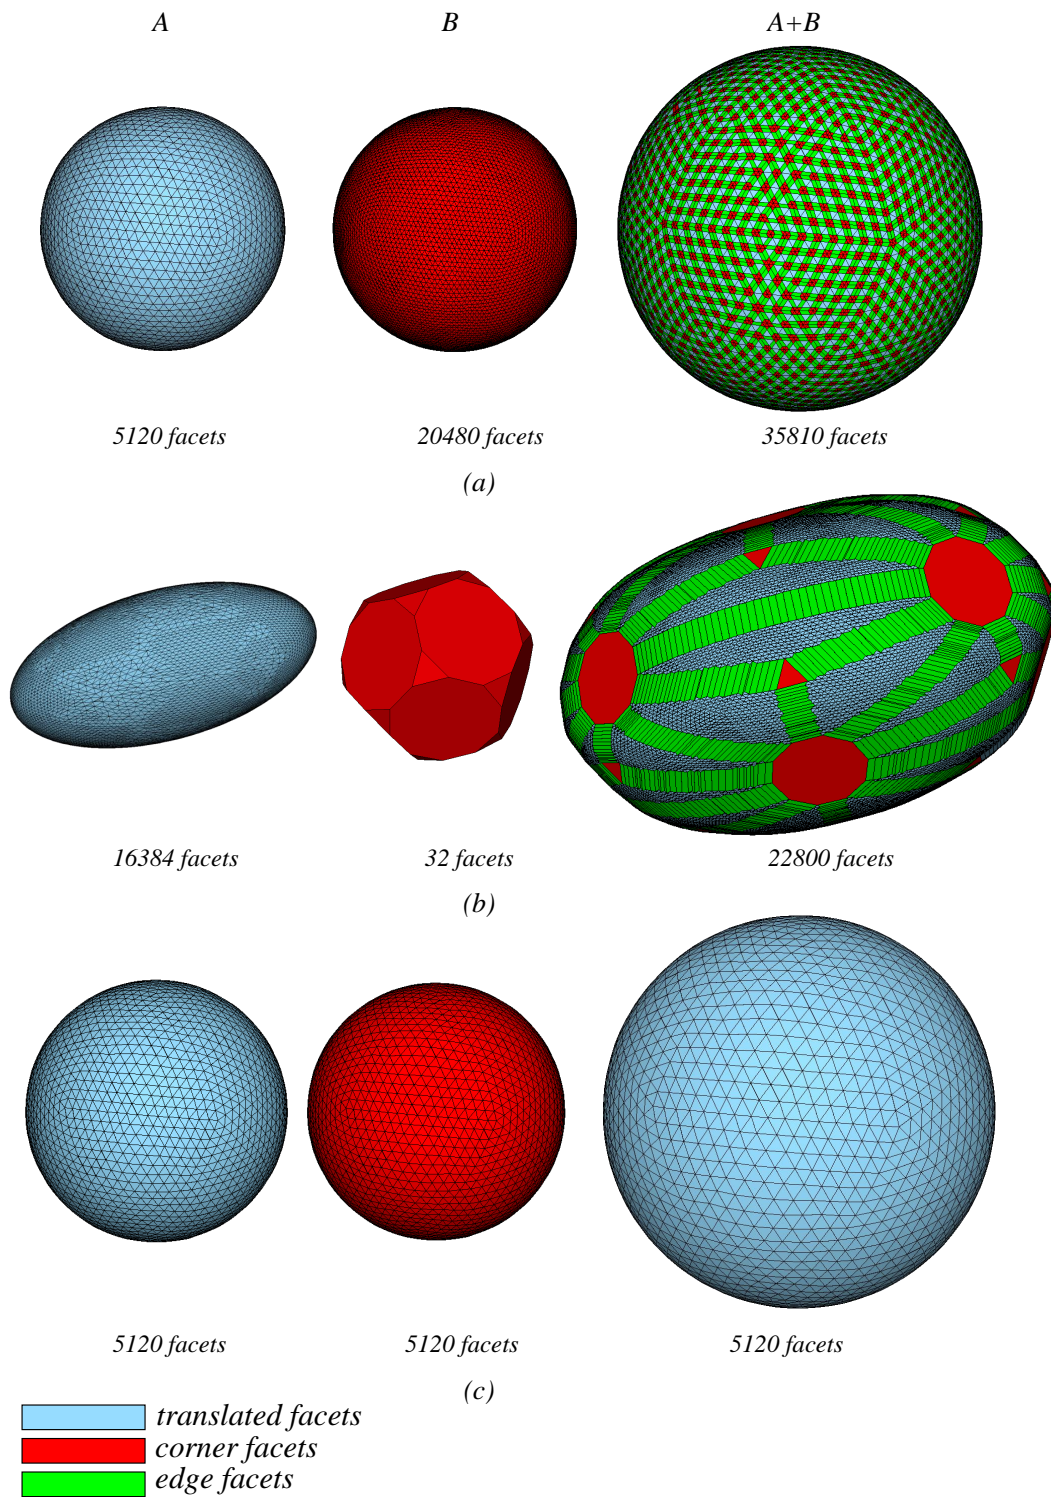 A B A+B
5120 facets 20480 facets 35810 facets
(a)
16384 facets 32 facets 22800 facets
(b)
5120 facets 5120 facets 5120 facets
(c)
translated facets
corner facets
edge facets